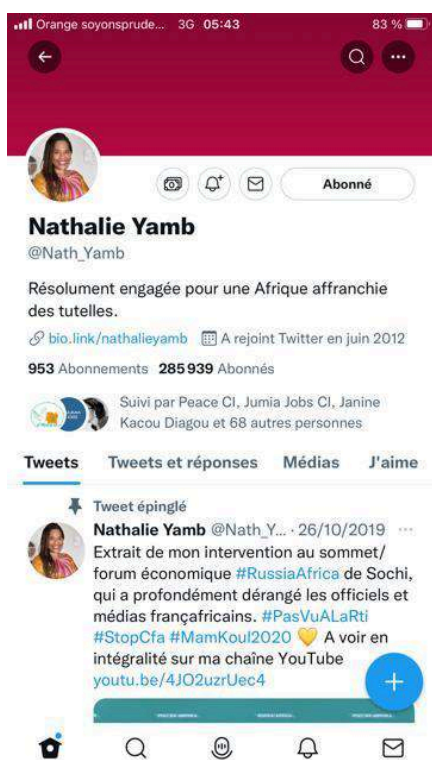 Orange soyonsprude... 3G 05:43 83 %
Abonné
Nathalie Yamb
@Nath_Yamb
Résolument engagée pour une Afrique affranchie
des tutelles.
bio.link/nathalieyamb A rejoint Twitter en juin 2012
953 Abonnements 285 939 Abonnés
Suivi par Peace CI, Jumia Jobs CI, Janine
Kacou Diagou et 68 autres personnes
Tweets Tweets et réponses Médias J'aime
Tweet épinglé
Nathalie Yamb @Nath_Y... · 26/10/2019
Extrait de mon intervention au sommet/
forum économique #RussiaAfrica de Sochi,
qui a profondément dérangé les officiels et
médias françafricains. #PasVuALaRti
#StopCfa #MamKoul2020 💛 A voir en
intégralité sur ma chaîne YouTube
youtu.be/4JO2uzrUec4